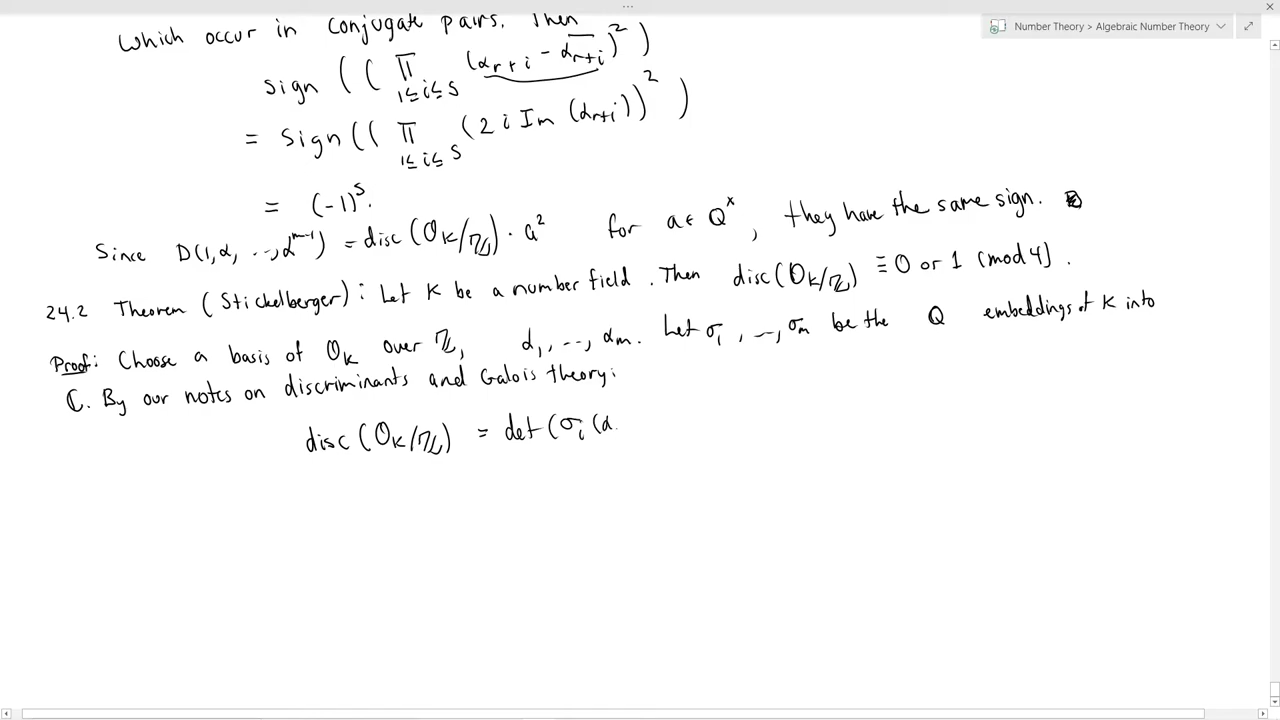 Number Theory > Algebraic Number Theory
Which occur in conjugate pairs. Then
sign ( ( ∏_{1≤i≤s} (α_{r+i} - \overline{α_{r+i}})^2 )
= sign ( ( ∏_{1≤i≤s} (2 i Im (α_{r+i}) )^2 )
= (-1)^s.
Since D(1, α, ..., α^{m-1}) = disc(O_K/ℤ) · a^2 for a ∈ Q^×, they have the same sign.
24.2 Theorem (Stickelberger): Let K be a number field. Then disc(O_K/ℤ) ≡ 0 or 1 (mod 4).
Proof: Choose a basis of O_K over ℤ, α_1, ..., α_m. Let σ_1, ..., σ_m be the Q embeddings of K into
ℂ. By our notes on discriminants and Galois theory:
disc(O_K/ℤ) = det(σ_i(α